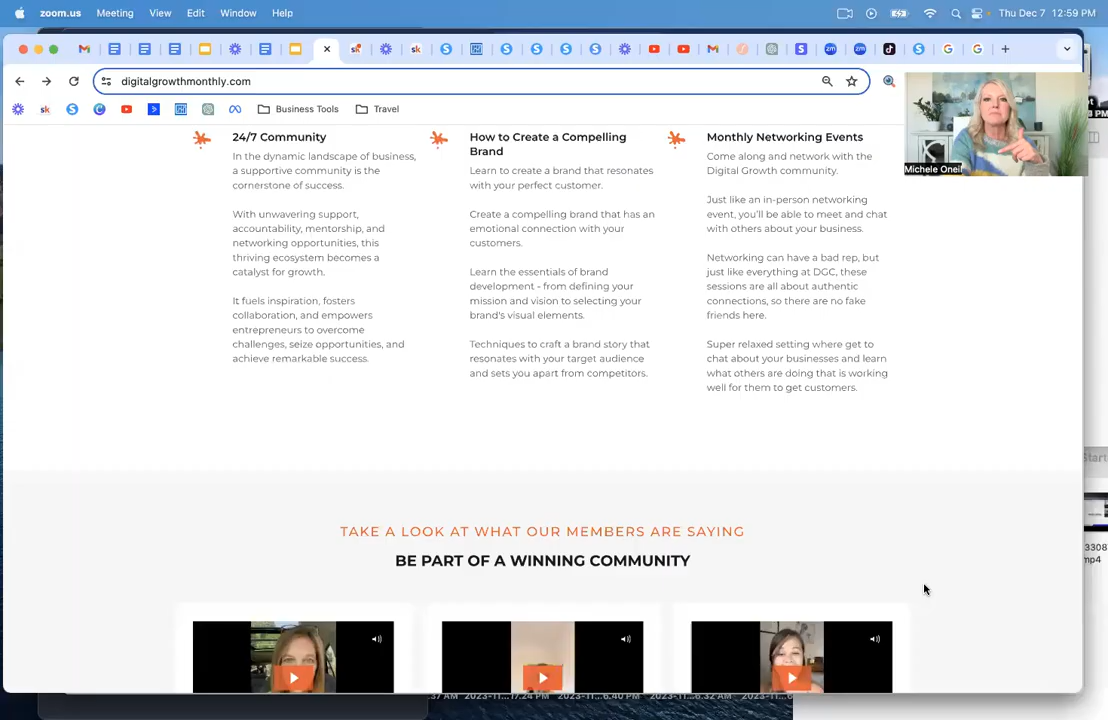 zoom.us Meeting View Edit Window Help Thu Dec 7 12:59 PM
digitalgrowthmonthly.com
Business Tools Travel
Michele Oneil
24/7 Community
In the dynamic landscape of business,
a supportive community is the
cornerstone of success.
With unwavering support,
accountability, mentorship, and
networking opportunities, this
thriving ecosystem becomes a
catalyst for growth.
It fuels inspiration, fosters
collaboration, and empowers
entrepreneurs to overcome
challenges, seize opportunities, and
achieve remarkable success.
How to Create a Compelling
Brand
Learn to create a brand that resonates
with your perfect customer.
Create a compelling brand that has an
emotional connection with your
customers.
Learn the essentials of brand
development - from defining your
mission and vision to selecting your
brand's visual elements.
Techniques to craft a brand story that
resonates with your target audience
and sets you apart from competitors.
Monthly Networking Events
Come along and network with the
Digital Growth community.
Just like an in-person networking
event, you'll be able to meet and chat
with others about your business.
Networking can have a bad rep, but
just like everything at DGC, these
sessions are all about authentic
connections, so there are no fake
friends here.
Super relaxed setting where get to
chat about your businesses and learn
what others are doing that is working
well for them to get customers.
TAKE A LOOK AT WHAT OUR MEMBERS ARE SAYING
BE PART OF A WINNING COMMUNITY